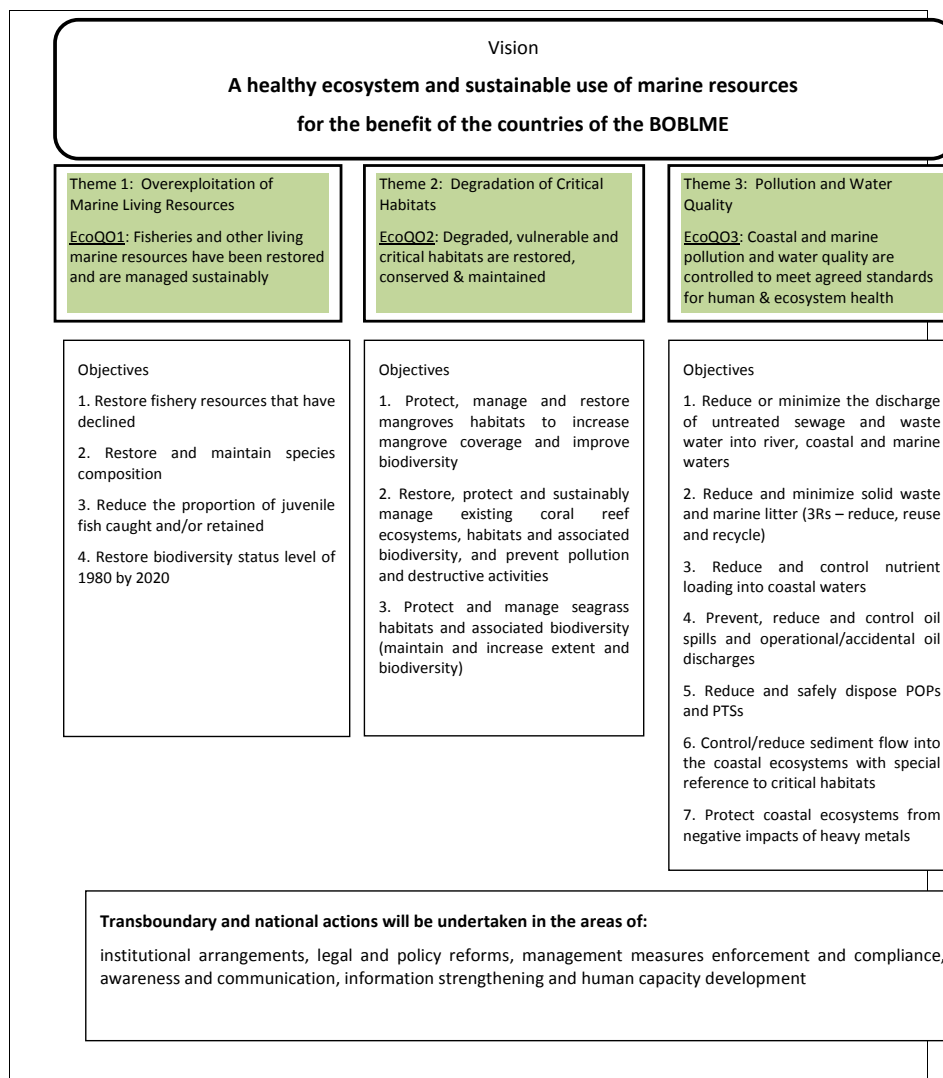 Vision
A healthy ecosystem and sustainable use of marine resources
for the benefit of the countries of the BOBLME
Theme 1: Overexploitation of
Marine Living Resources
EcoQO1: Fisheries and other living
marine resources have been restored
and are managed sustainably
Theme 2: Degradation of Critical
Habitats
EcoQO2: Degraded, vulnerable and
critical habitats are restored,
conserved & maintained
Theme 3: Pollution and Water
Quality
EcoQO3: Coastal and marine
pollution and water quality are
controlled to meet agreed standards
for human & ecosystem health
Objectives
1. Restore fishery resources that have
declined
2. Restore and maintain species
composition
3. Reduce the proportion of juvenile
fish caught and/or retained
4. Restore biodiversity status level of
1980 by 2020
Objectives
1. Protect, manage and restore
mangroves habitats to increase
mangrove coverage and improve
biodiversity
2. Restore, protect and sustainably
manage existing coral reef
ecosystems, habitats and associated
biodiversity, and prevent pollution
and destructive activities
3. Protect and manage seagrass
habitats and associated biodiversity
(maintain and increase extent and
biodiversity)
Objectives
1. Reduce or minimize the discharge
of untreated sewage and waste
water into river, coastal and marine
waters
2. Reduce and minimize solid waste
and marine litter (3Rs – reduce, reuse
and recycle)
3. Reduce and control nutrient
loading into coastal waters
4. Prevent, reduce and control oil
spills and operational/accidental oil
discharges
5. Reduce and safely dispose POPs
and PTSs
6. Control/reduce sediment flow into
the coastal ecosystems with special
reference to critical habitats
7. Protect coastal ecosystems from
negative impacts of heavy metals
Transboundary and national actions will be undertaken in the areas of:
institutional arrangements, legal and policy reforms, management measures enforcement and compliance,
awareness and communication, information strengthening and human capacity development